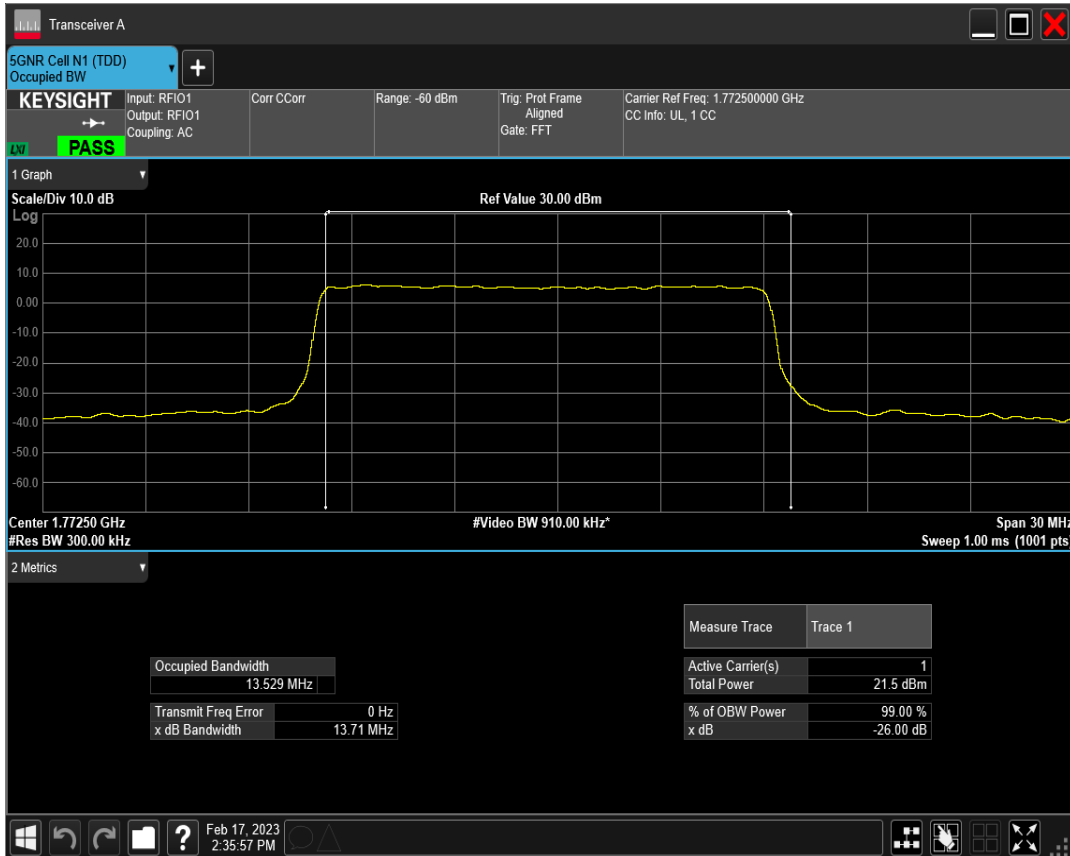 Transceiver A
5GNR Cell N1 (TDD)
Occupied BW
+
KEYSIGHT
LXI
PASS
Input: RFIO1
Output: RFIO1
Coupling: AC
Corr CCorr
Range: -60 dBm
Trig: Prot Frame
Aligned
Gate: FFT
Carrier Ref Freq: 1.772500000 GHz
CC Info: UL, 1 CC
1 Graph
Scale/Div 10.0 dB
Ref Value 30.00 dBm
Log
20.0
10.0
0.00
-10.0
-20.0
-30.0
-40.0
-50.0
-60.0
Center 1.77250 GHz
#Video BW 910.00 kHz*
Span 30 MHz
#Res BW 300.00 kHz
Sweep 1.00 ms (1001 pts)
2 Metrics
Measure Trace Trace 1
Occupied Bandwidth
13.529 MHz
Active Carrier(s) 1
Total Power 21.5 dBm
Transmit Freq Error 0 Hz
x dB Bandwidth 13.71 MHz
% of OBW Power 99.00 %
x dB -26.00 dB
?
Feb 17, 2023
2:35:57 PM